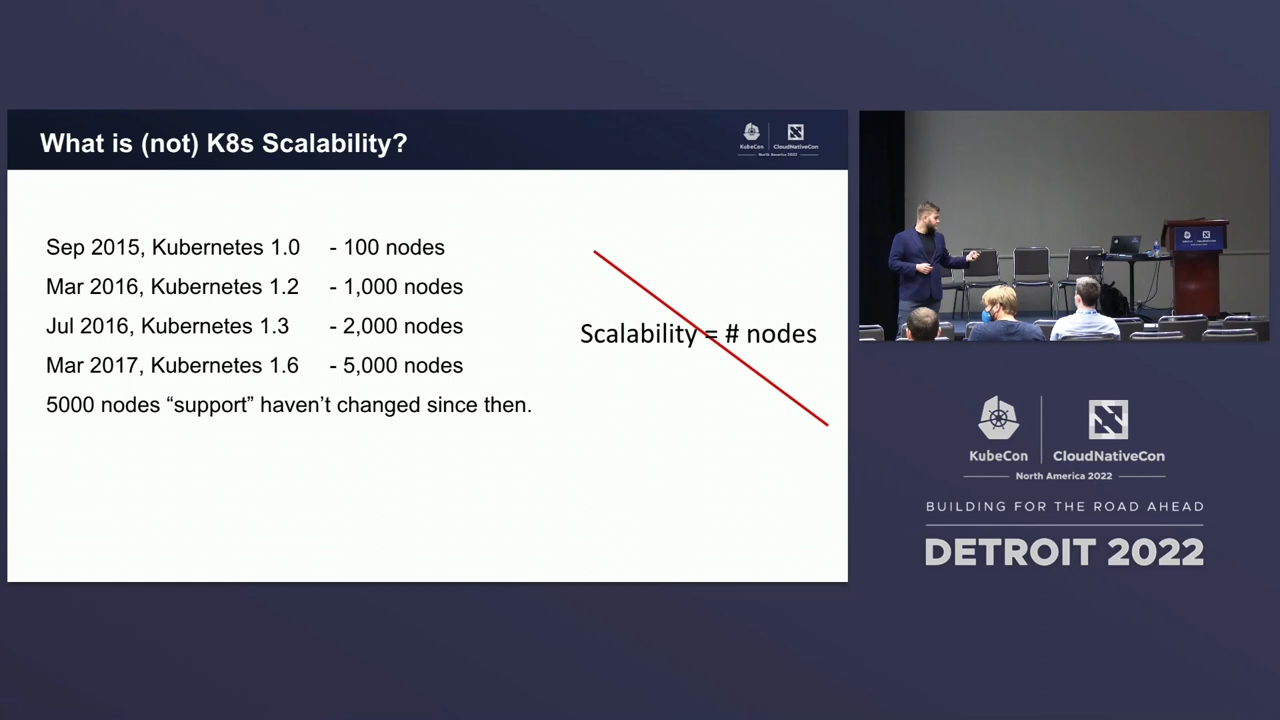 What is (not) K8s Scalability?
KubeCon
CloudNativeCon
North America 2022
Sep 2015, Kubernetes 1.0 - 100 nodes
Mar 2016, Kubernetes 1.2 - 1,000 nodes
Jul 2016, Kubernetes 1.3 - 2,000 nodes
Mar 2017, Kubernetes 1.6 - 5,000 nodes
5000 nodes “support” haven’t changed since then.
Scalability = # nodes
KubeCon
CloudNativeCon
North America 2022
BUILDING FOR THE ROAD AHEAD
DETROIT 2022